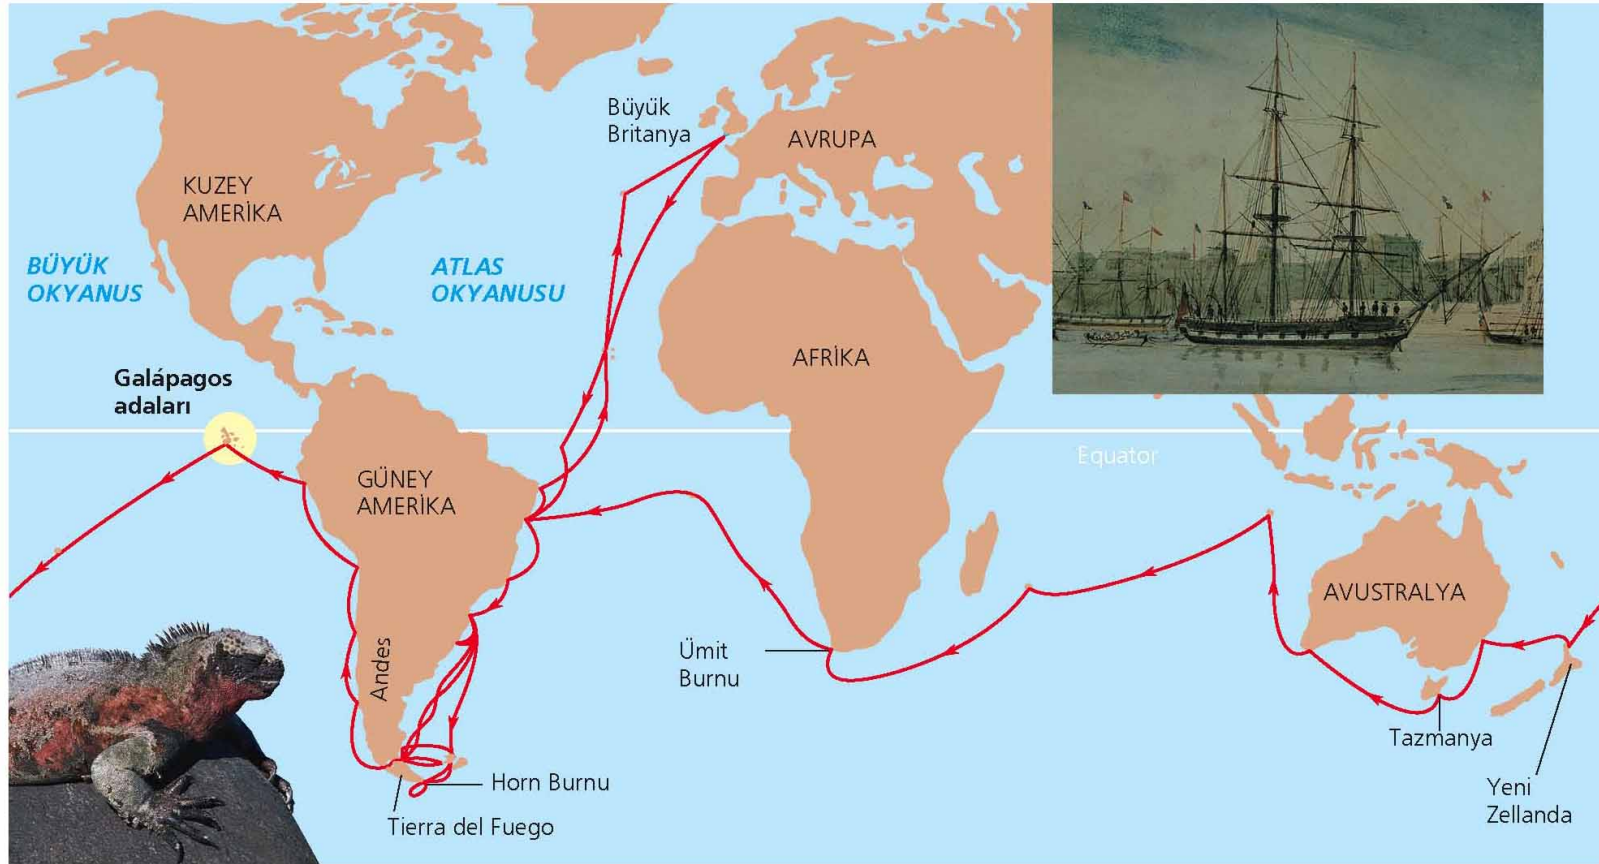 Büyük
Britanya
AVRUPA
KUZEY
AMERİKA
BÜYÜK
OKYANUS
ATLAS
OKYANUSU
AFRİKA
Galápagos
adaları
Equator
GÜNEY
AMERİKA
AVUSTRALYA
Andes
Ümit
Burnu
Tazmanya
Horn Burnu
Yeni
Zellanda
Tierra del Fuego